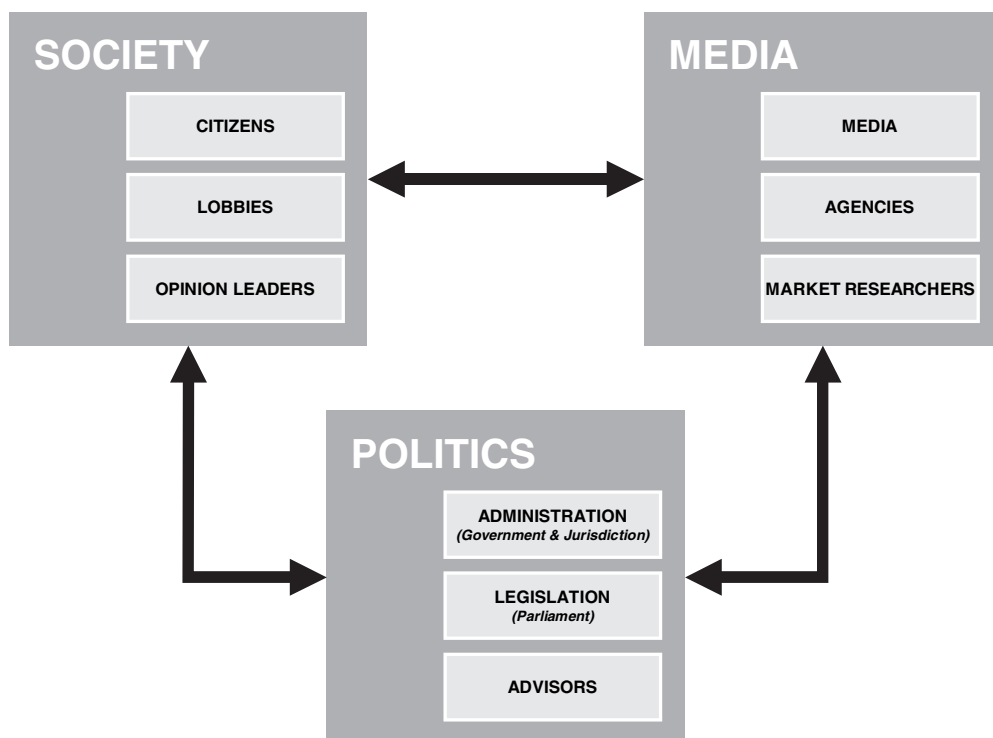 SOCIETY
CITIZENS
LOBBIES
OPINION LEADERS
MEDIA
MEDIA
AGENCIES
MARKET RESEARCHERS
POLITICS
ADMINISTRATION
(Government & Jurisdiction)
LEGISLATION
(Parliament)
ADVISORS